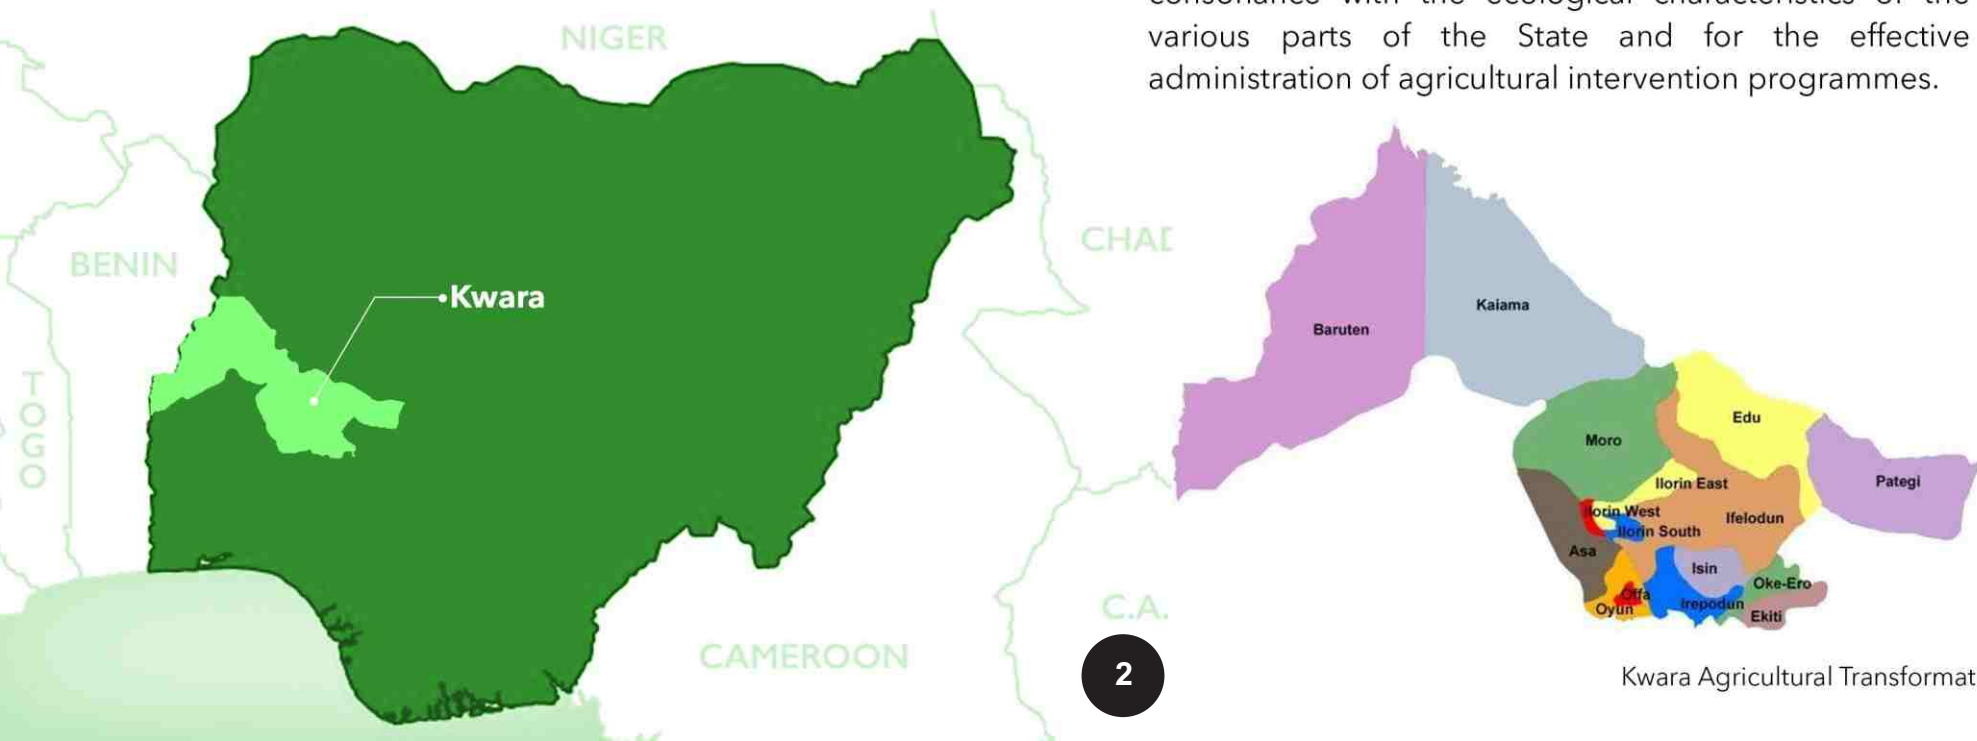 NIGER
BENIN
TOGO
CHAD
Kwara
C.A.
CAMEROON
various parts of the State and for the effective
administration of agricultural intervention programmes.
Baruten
Kaiama
Moro
Edu
Pategi
Ilorin East
Ilorin West
Ilorin South
Ifelodun
Asa
Isin
Oke-Ero
Offa
Oyun
Irepodun
Ekiti
2
Kwara Agricultural Transformat